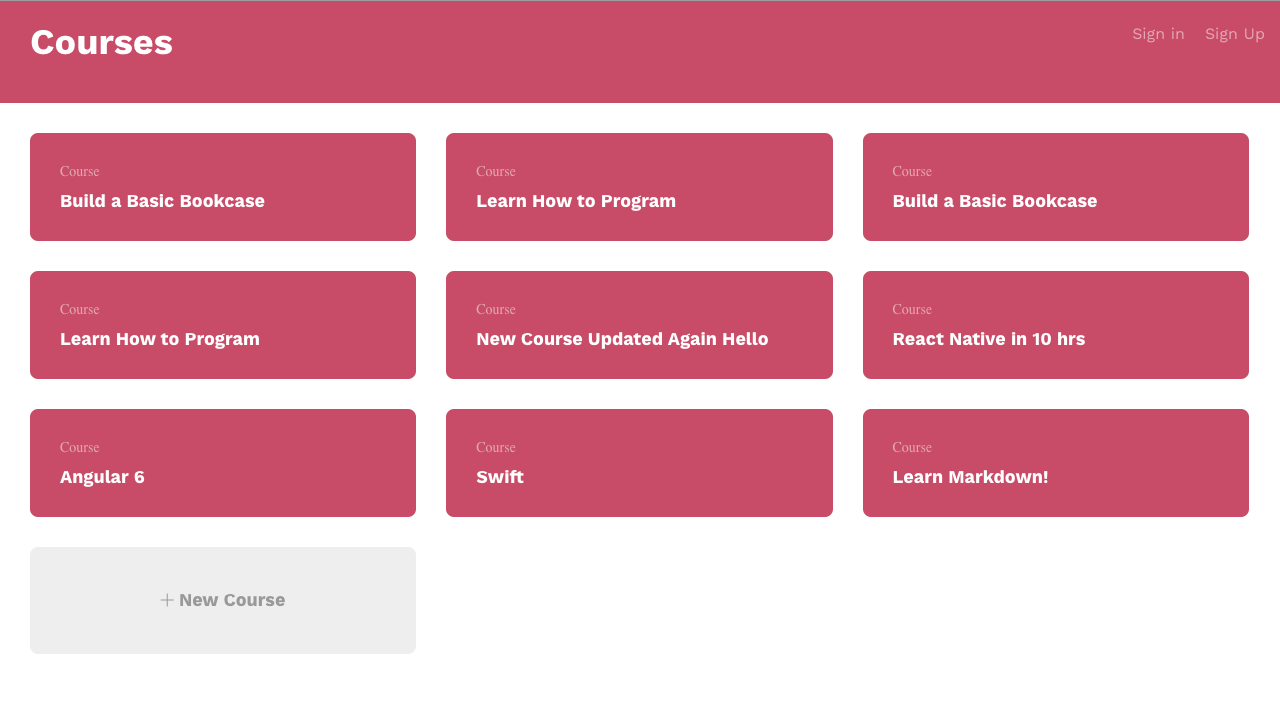 Courses
Sign in
Sign Up
Course
Build a Basic Bookcase
Course
Learn How to Program
Course
Build a Basic Bookcase
Course
Learn How to Program
Course
New Course Updated Again Hello
Course
React Native in 10 hrs
Course
Angular 6
Course
Swift
Course
Learn Markdown!
+ New Course